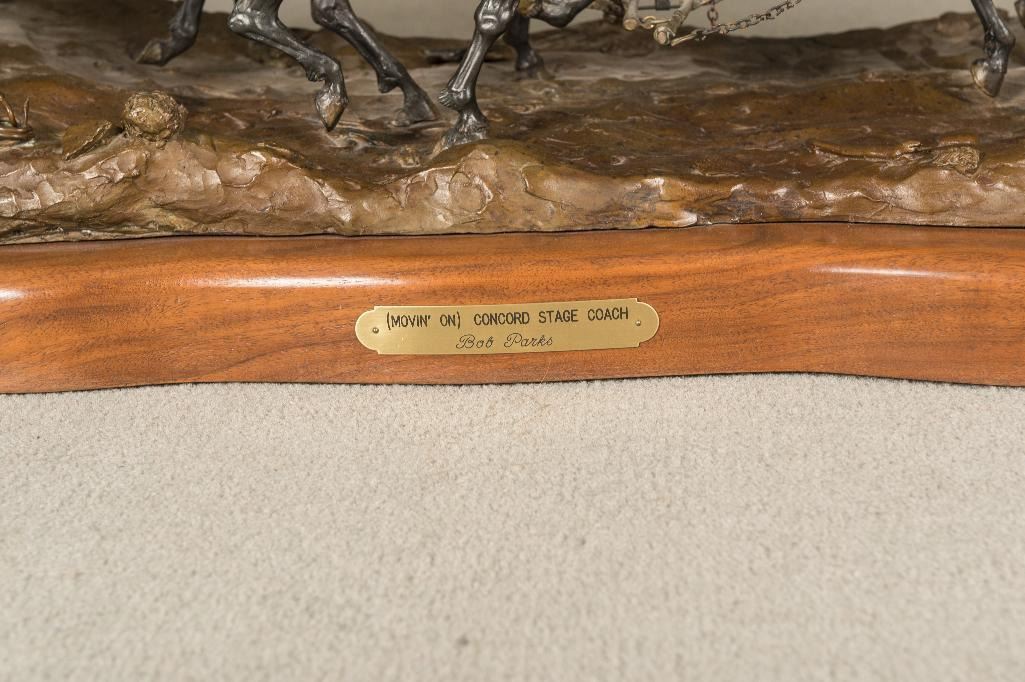 (MOVIN' ON) CONCORD STAGE COACH
Bob Parks